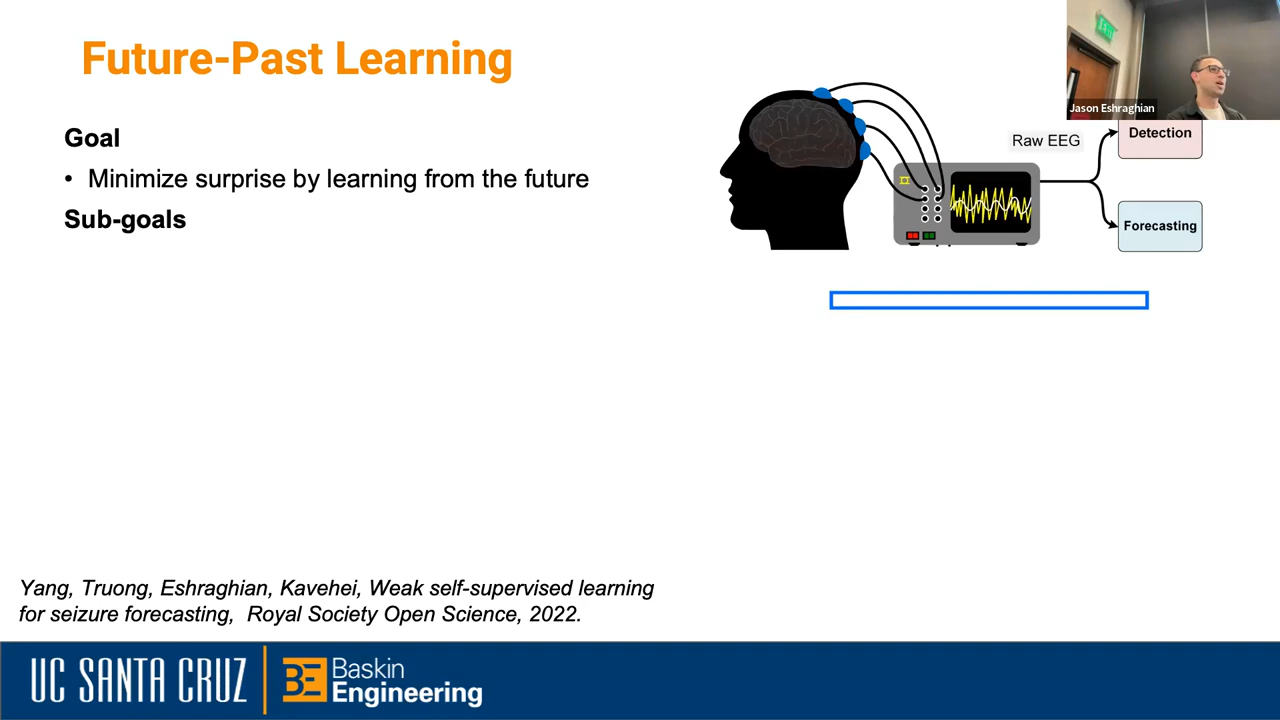 Future-Past Learning
EXIT
Jason Eshraghian
Goal
• Minimize surprise by learning from the future
Sub-goals
Raw EEG
Detection
Forecasting
Yang, Truong, Eshraghian, Kavehei, Weak self-supervised learning
for seizure forecasting, Royal Society Open Science, 2022.
UC SANTA CRUZ
BE
Baskin
Engineering